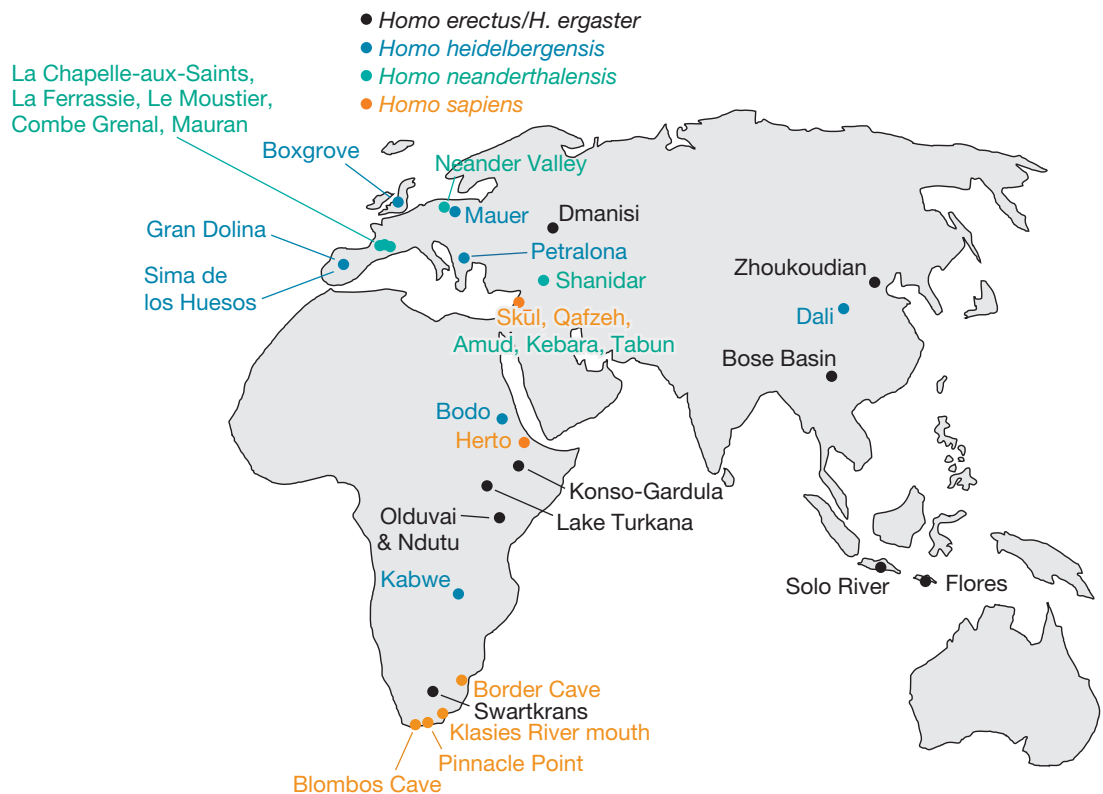 Homo erectus/H. ergaster
Homo heidelbergensis
Homo neanderthalensis
Homo sapiens
La Chapelle-aux-Saints,
La Ferrassie, Le Moustier,
Combe Grenal, Mauran
Boxgrove
Neander Valley
Mauer
Dmanisi
Gran Dolina
Petralona
Sima de
los Huesos
Shanidar
Zhoukoudian
Skūl, Qafzeh,
Amud, Kebara, Tabun
Dali
Bose Basin
Bodo
Herto
Konso-Gardula
Lake Turkana
Olduvai
& Ndutu
Kabwe
Solo River
Flores
Border Cave
Swartkrans
Klasies River mouth
Pinnacle Point
Blombos Cave